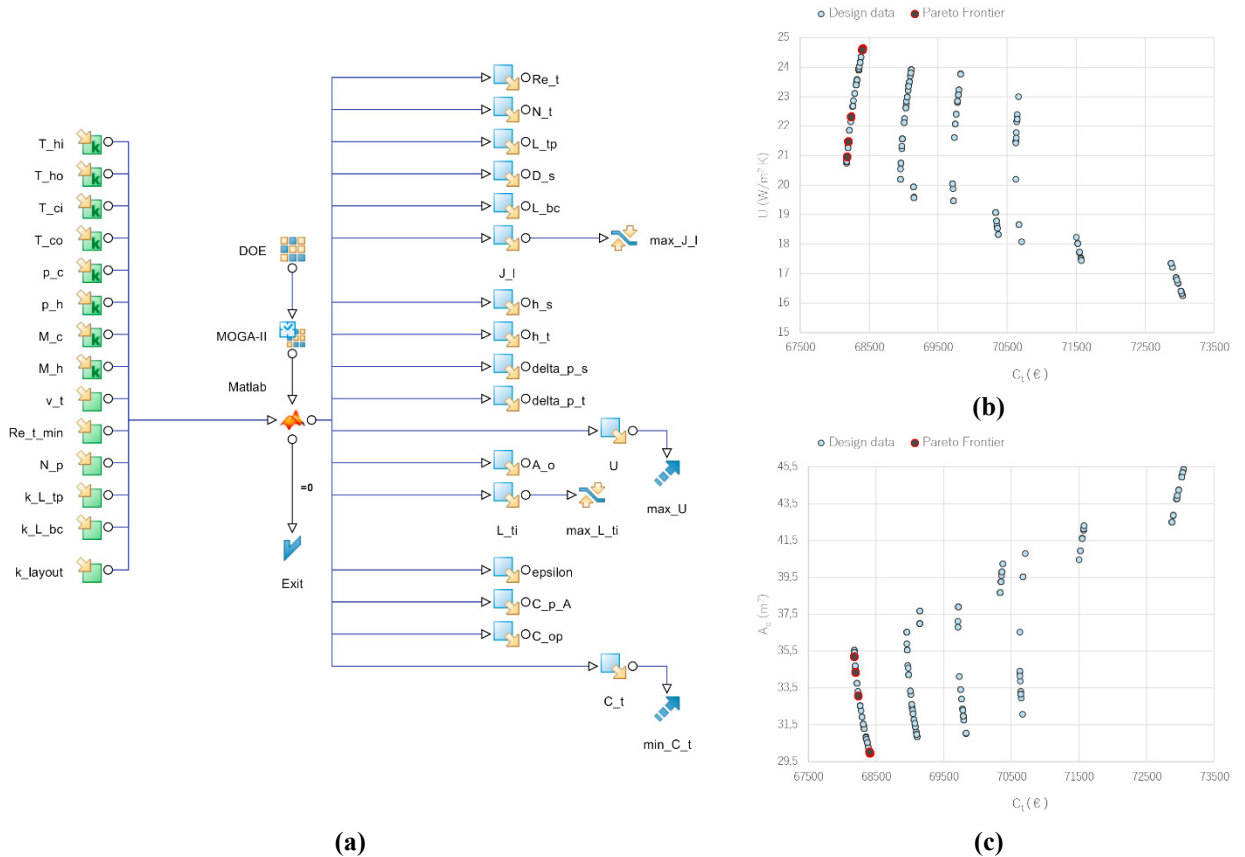 T_hi
T_ho
T_ci
T_co
p_c
p_h
M_c
M_h
v_t
Re_t_min
N_p
k_L_tp
k_L_bc
k_layout
k
k
k
k
k
k
k
k
DOE
MOGA-II
Matlab
=0
Exit
Re_t
N_t
L_tp
D_s
L_bc
J_l
max_J_l
h_s
h_t
delta_p_s
delta_p_t
U
max_U
A_o
L_ti
max_L_ti
epsilon
C_p_A
C_op
C_t
min_C_t
(a)
Design data
Pareto Frontier
U (W/m² K)
25
24
23
22
21
20
19
18
17
16
15
67500 68500 69500 70500 71500 72500 73500
Cₜ (€)
(b)
Design data
Pareto Frontier
Aₒ (m²)
45,5
43,5
41,5
39,5
37,5
35,5
33,5
31,5
29,5
67500 68500 69500 70500 71500 72500 73500
Cₜ (€)
(c)